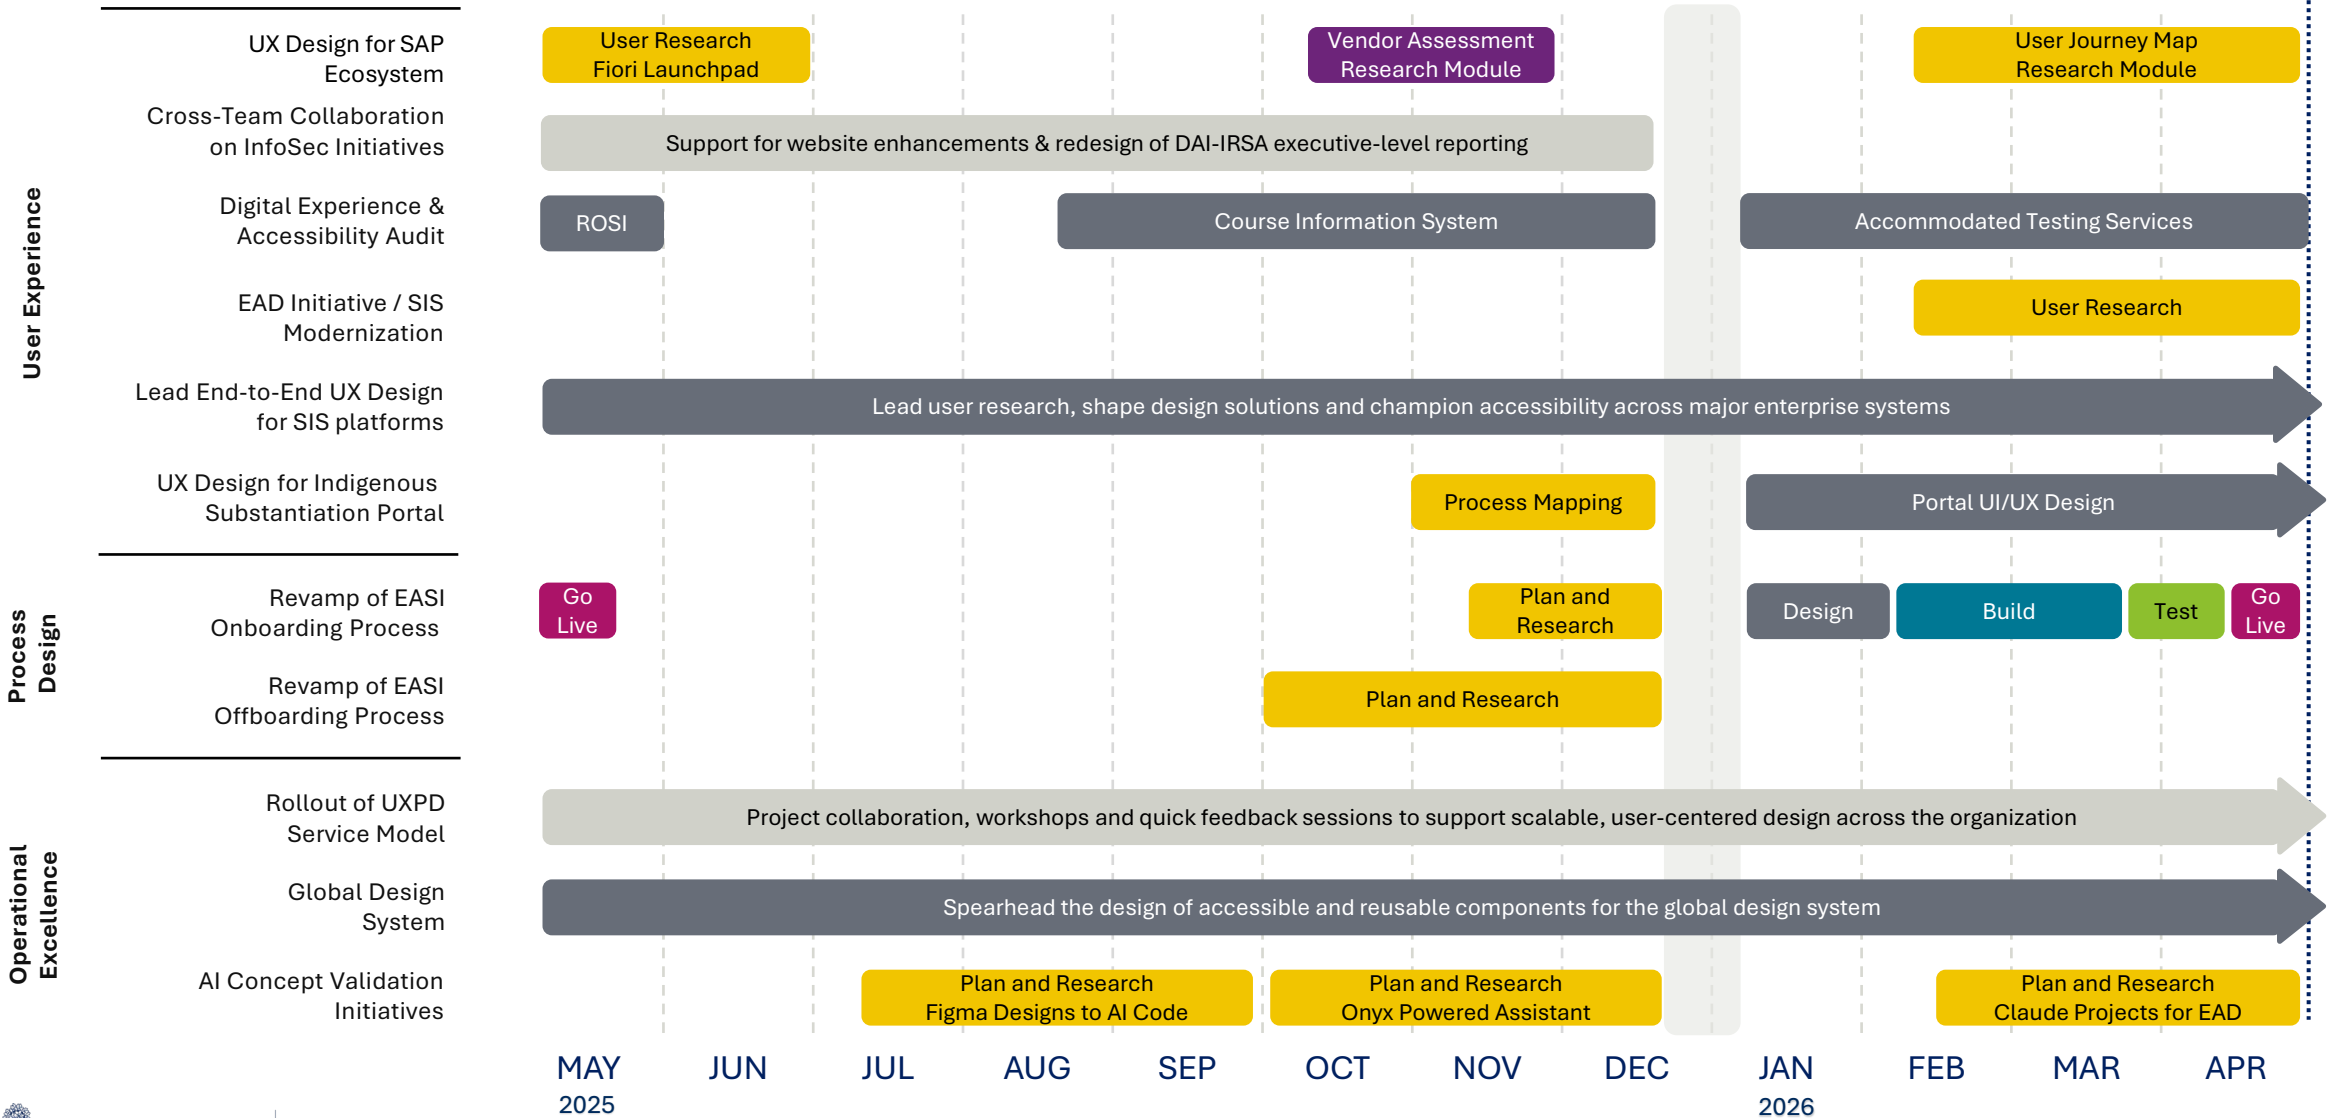 User Experience
UX Design for SAP
Ecosystem
User Research
Fiori Launchpad
Vendor Assessment
Research Module
User Journey Map
Research Module
Cross-Team Collaboration
on InfoSec Initiatives
Support for website enhancements & redesign of DAI-IRSA executive-level reporting
Digital Experience &
Accessibility Audit
ROSI
Course Information System
Accommodated Testing Services
EAD Initiative / SIS
Modernization
User Research
Lead End-to-End UX Design
for SIS platforms
Lead user research, shape design solutions and champion accessibility across major enterprise systems
UX Design for Indigenous
Substantiation Portal
Process Mapping
Portal UI/UX Design
Process
Design
Revamp of EASI
Onboarding Process
Go
Live
Plan and
Research
Design
Build
Test
Go
Live
Revamp of EASI
Offboarding Process
Plan and Research
Operational
Excellence
Rollout of UXPD
Service Model
Project collaboration, workshops and quick feedback sessions to support scalable, user-centered design across the organization
Global Design
System
Spearhead the design of accessible and reusable components for the global design system
AI Concept Validation
Initiatives
Plan and Research
Figma Designs to AI Code
Plan and Research
Onyx Powered Assistant
Plan and Research
Claude Projects for EAD
MAY JUN JUL AUG SEP OCT NOV DEC JAN FEB MAR APR
2025 2026